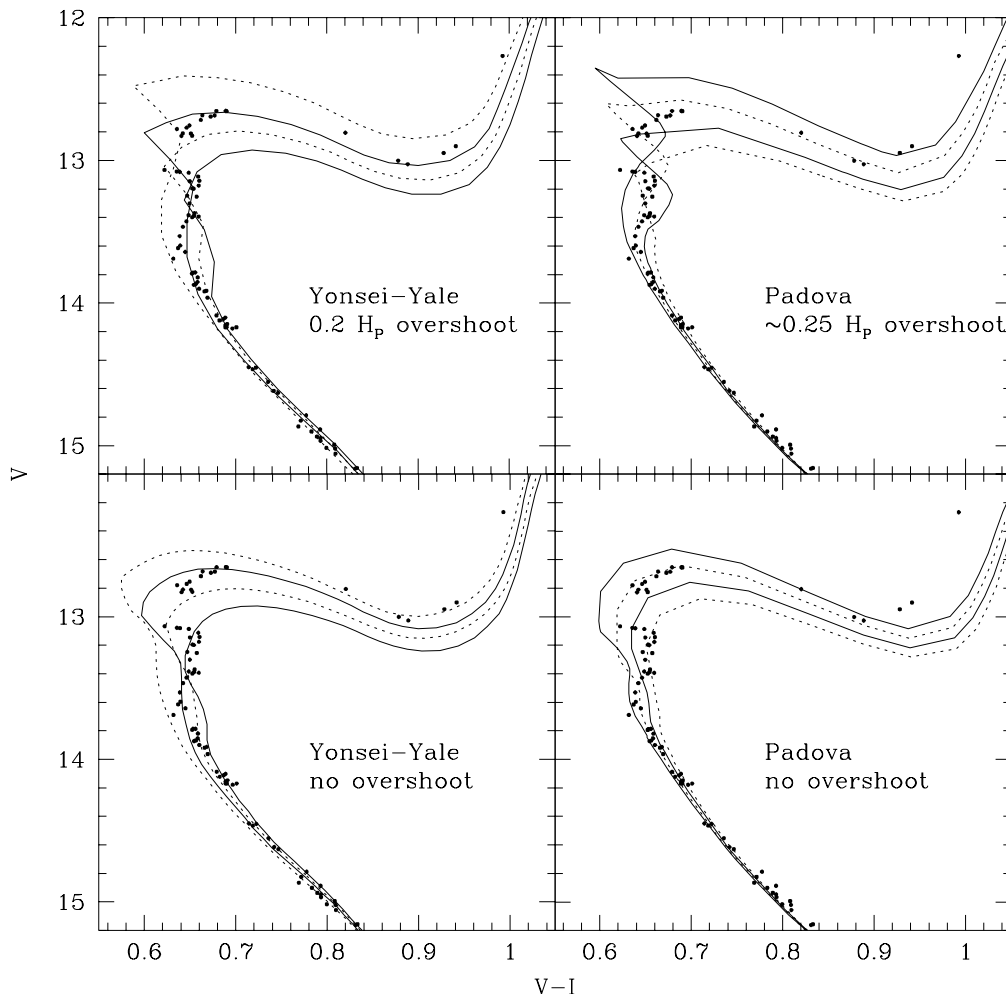 12
13
14
15
Yonsei-Yale
0.2 H_P overshoot
Padova
~0.25 H_P overshoot
V
13
14
15
Yonsei-Yale
no overshoot
Padova
no overshoot
0.6 0.7 0.8 0.9 1 0.6 0.7 0.8 0.9 1
V-I